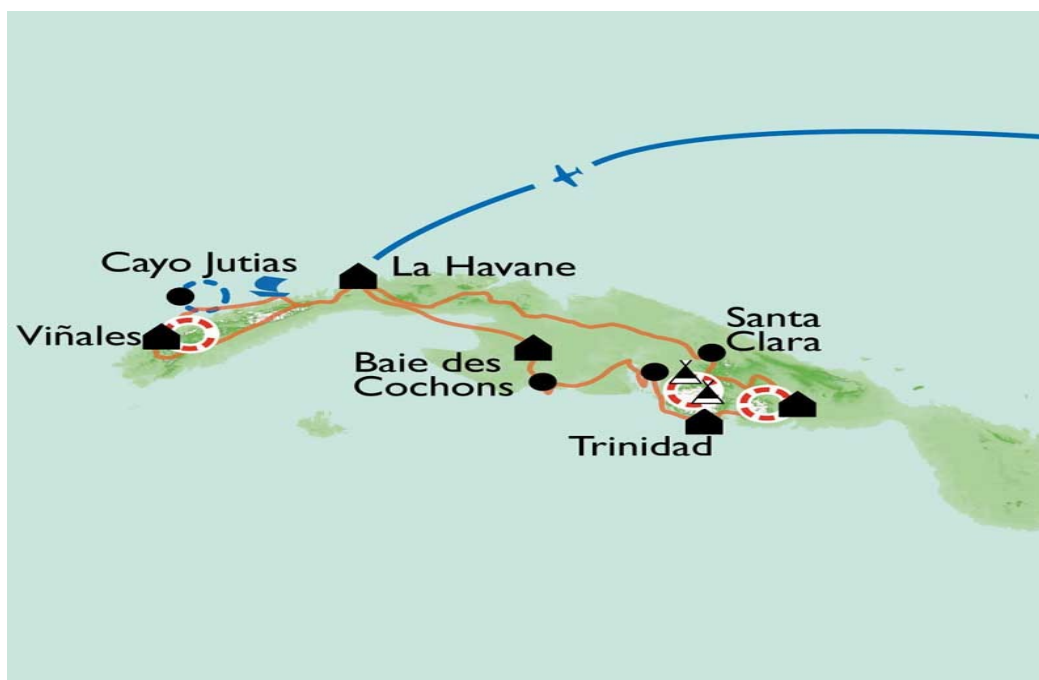 Cayo Jutias
La Havane
Viñales
Santa
Clara
Baie des
Cochons
Trinidad